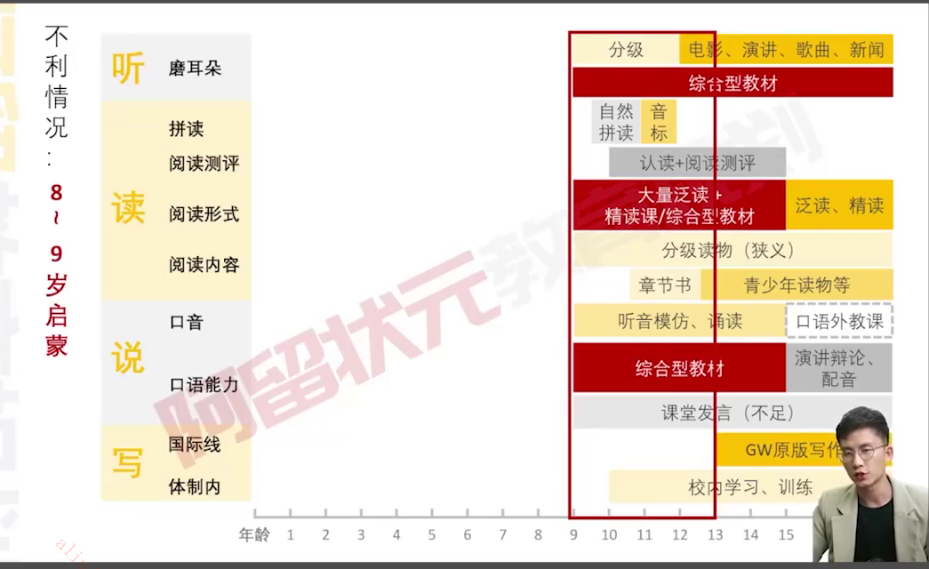 不利情况：8~9岁启蒙
听
磨耳朵
分级
电影、演讲、歌曲、新闻
综合型教材
读
拼读
自然
拼读
音
标
阅读测评
认读+阅读测评
阅读形式
大量泛读+
精读课/综合型教材
泛读、精读
阅读内容
分级读物（狭义）
章节书
青少年读物等
说
口音
听音模仿、诵读
口语外教课
口语能力
综合型教材
演讲辩论、
配音
课堂发言（不足）
写
国际线
GW原版写作
体制内
校内学习、训练
年龄 1 2 3 4 5 6 7 8 9 10 11 12 13 14 15
阿留状元教育